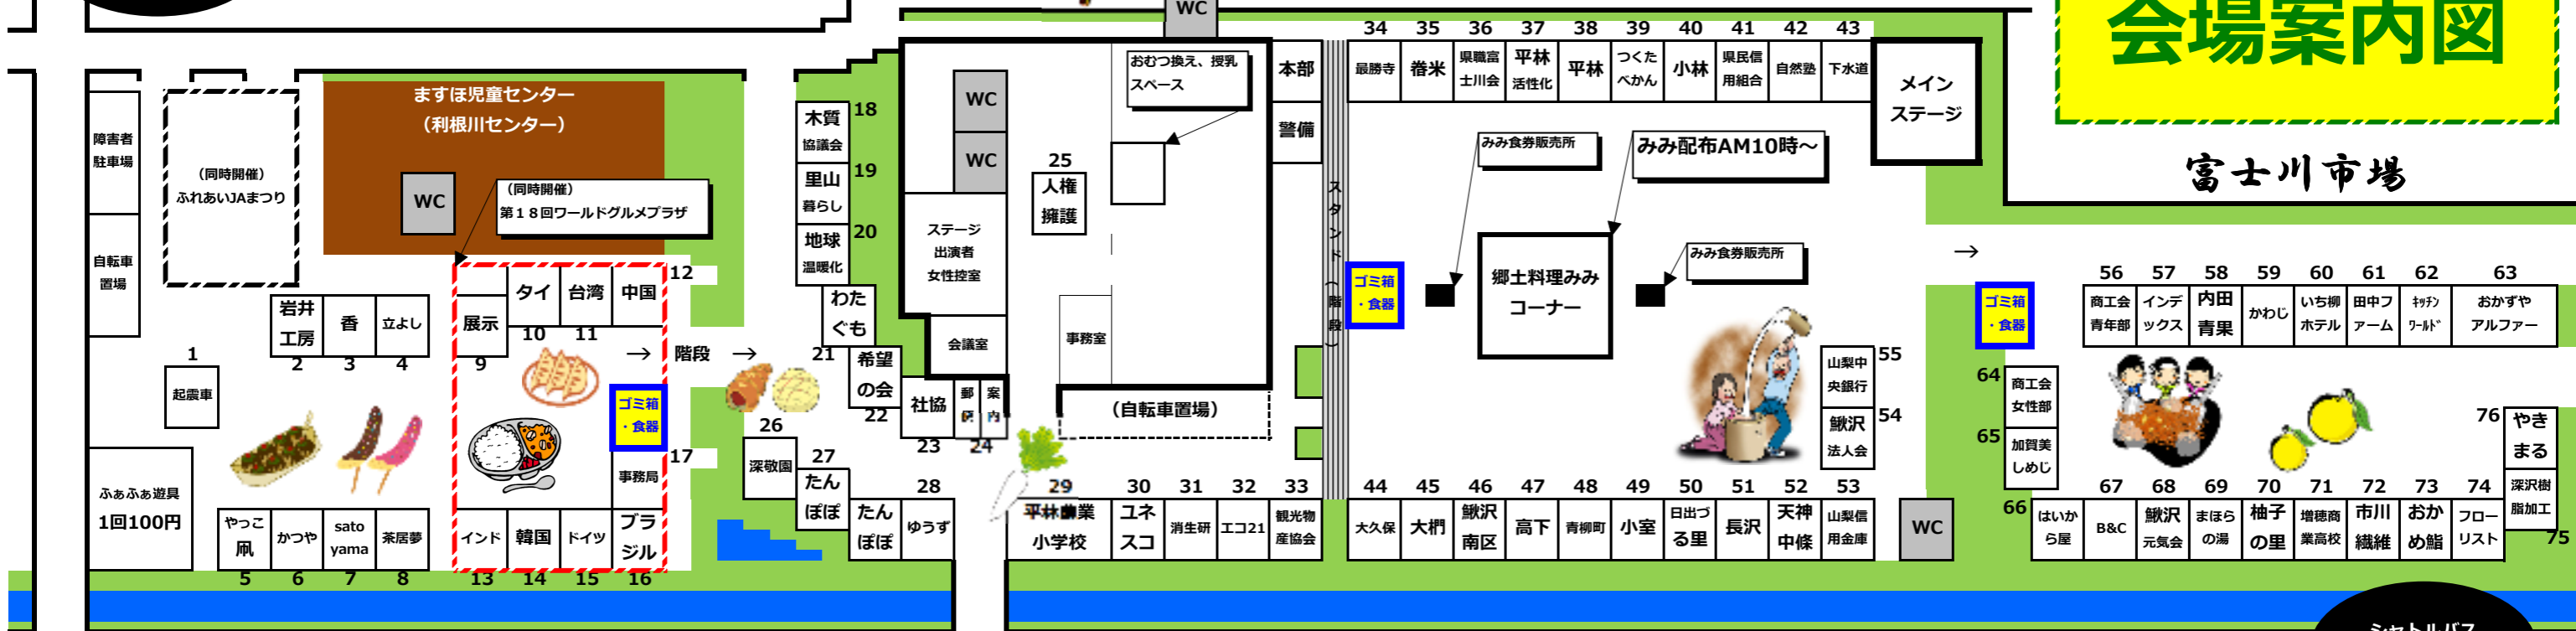 会場案内図
富士川市場
WC
ますほ児童センター
（利根川センター）
WC
障害者
駐車場
自転車
置場
（同時開催）
ふれあいJAまつり
（同時開催）
第１８回ワールドグルメプラザ
1
起震車
ふぁふぁ遊具
1回100円
岩井
工房
2
香
3
立よし
4
やっこ
凧
5
かつや
6
sato
yama
7
茶居夢
8
展示
9
タイ
10
台湾
11
中国
12
→ 階段 →
ゴミ箱
・食器
事務局
17
インド
13
韓国
14
ドイツ
15
ブラ
ジル
16
木質
協議会
18
里山
暮らし
19
地球
温暖化
20
わた
ぐも
21
希望
の会
22
社協
23
案
内
24
WC
WC
ステージ
出演者
女性控室
会議室
25
人権
擁護
おむつ換え、授乳
スペース
事務室
（自転車置場）
本部
警備
スタンド（階段）
26
深敬園
27
たん
ぽぽ
たん
ぽぽ
28
ゆうず
29
小学校
30
ユネ
スコ
31
消生研
32
エコ21
33
観光物
産協会
34
最勝寺
35
春米
36
県職富
士川会
37
平林
活性化
38
平林
39
つくた
べかん
40
小林
41
県民信
用組合
42
自然塾
43
下水道
メイン
ステージ
みみ食券販売所
みみ配布AM10時～
みみ食券販売所
郷土料理みみ
コーナー
ゴミ箱
・食器
44
大久保
45
大椚
46
鰍沢
南区
47
高下
48
青柳町
49
小室
50
日出づ
る里
51
長沢
52
天神
中條
53
山梨信
用金庫
山梨中
央銀行
55
鰍沢
法人会
54
WC
→
ゴミ箱
・食器
56
商工会
青年部
57
インデ
ックス
58
内田
青果
59
かわじ
60
いち柳
ホテル
61
田中フ
ァーム
62
ｷｯﾁﾝ
ﾜｰﾙﾄﾞ
63
おかずや
アルファー
64
商工会
女性部
65
加賀美
しめじ
66
はいか
ら屋
67
B&C
68
鰍沢
元気会
69
まほら
の湯
70
柚子
の里
71
増穂商
業高校
72
市川
繊維
73
おか
め鮨
74
フロー
リスト
76
やき
まる
深沢樹
脂加工
75